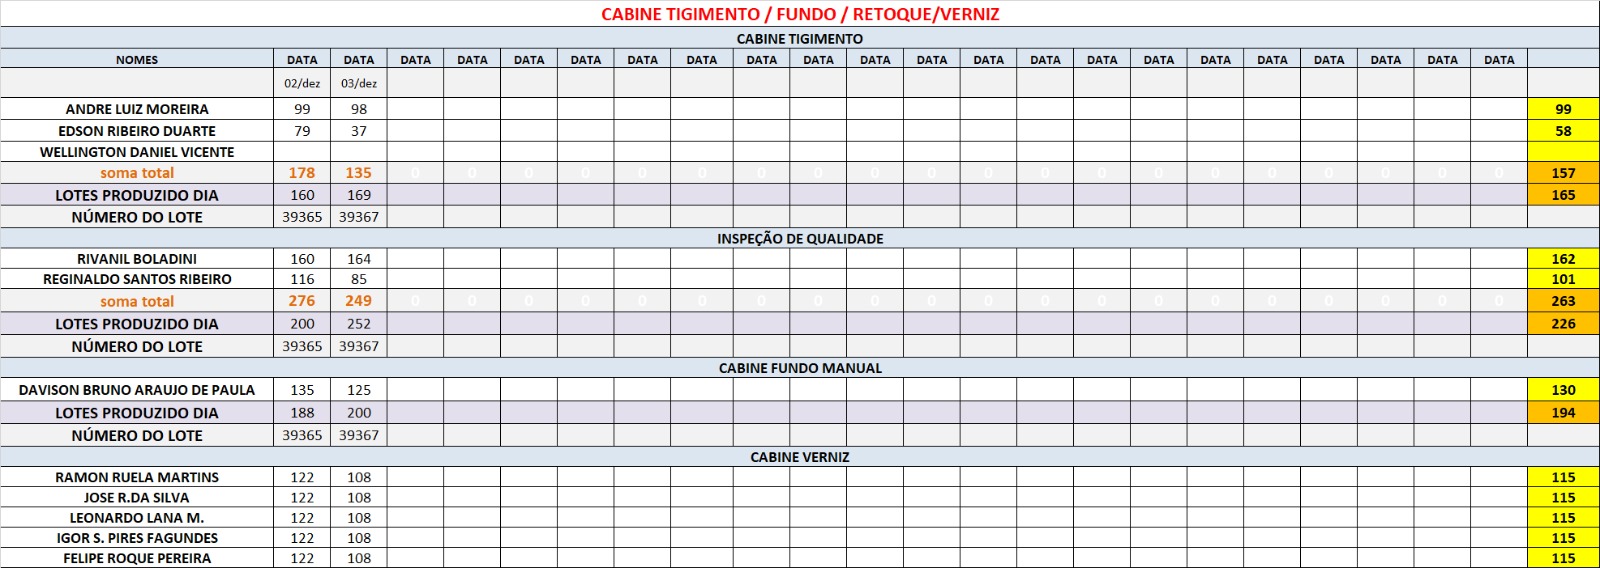 CABINE TIGIMENTO / FUNDO / RETOQUE/VERNIZ
CABINE TIGIMENTO
NOMES DATA DATA DATA DATA DATA DATA DATA DATA DATA DATA DATA DATA DATA DATA DATA DATA DATA DATA DATA DATA DATA DATA
02/dez 03/dez
ANDRE LUIZ MOREIRA 99 98 99
EDSON RIBEIRO DUARTE 79 37 58
WELLINGTON DANIEL VICENTE
soma total 178 135 0 0 0 0 0 0 0 0 0 0 0 0 0 0 0 0 0 0 0 0 157
LOTES PRODUZIDO DIA 160 169 165
NÚMERO DO LOTE 39365 39367
INSPEÇÃO DE QUALIDADE
RIVANIL BOLADINI 160 164 162
REGINALDO SANTOS RIBEIRO 116 85 101
soma total 276 249 0 0 0 0 0 0 0 0 0 0 0 0 0 0 0 0 0 0 0 0 263
LOTES PRODUZIDO DIA 200 252 226
NÚMERO DO LOTE 39365 39367
CABINE FUNDO MANUAL
DAVISON BRUNO ARAUJO DE PAULA 135 125 130
LOTES PRODUZIDO DIA 188 200 194
NÚMERO DO LOTE 39365 39367
CABINE VERNIZ
RAMON RUELA MARTINS 122 108 115
JOSE R.DA SILVA 122 108 115
LEONARDO LANA M. 122 108 115
IGOR S. PIRES FAGUNDES 122 108 115
FELIPE ROQUE PEREIRA 122 108 115